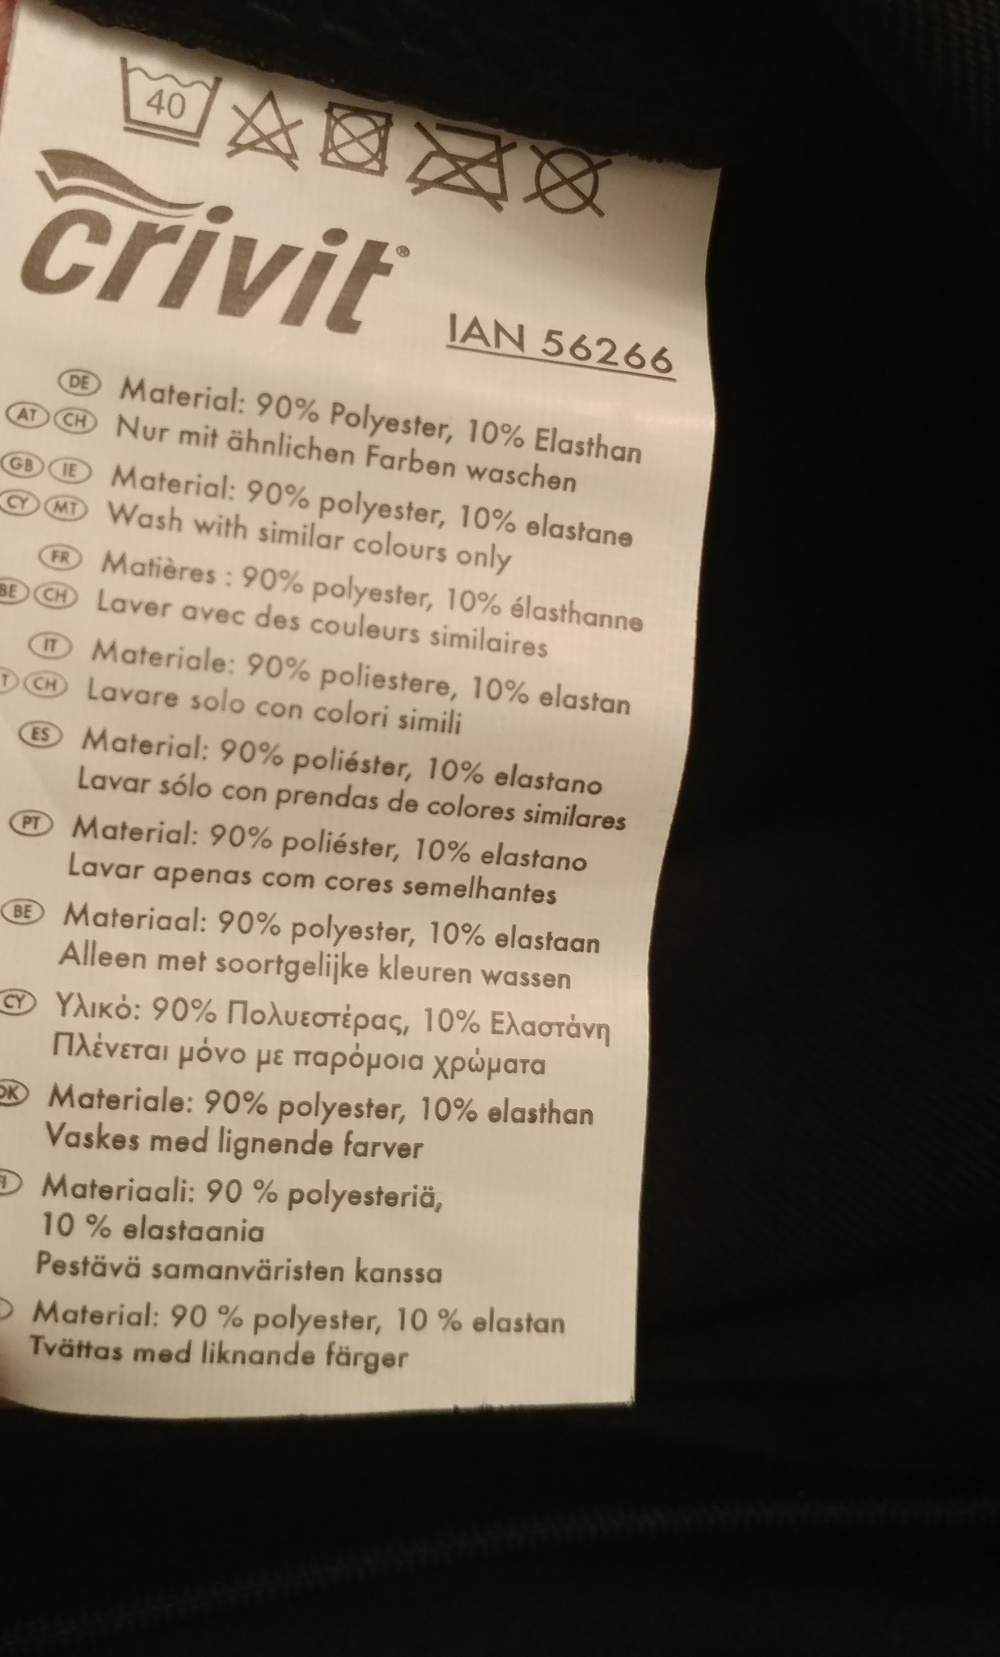 40
crivit®
IAN 56266
DE Material: 90% Polyester, 10% Elasthan
AT CH Nur mit ähnlichen Farben waschen
GB IE Material: 90% polyester, 10% elastane
CY MT Wash with similar colours only
FR Matières : 90% polyester, 10% élasthanne
BE CH Laver avec des couleurs similaires
IT Materiale: 90% poliestere, 10% elastan
CH Lavare solo con colori simili
ES Material: 90% poliéster, 10% elastano
Lavar sólo con prendas de colores similares
PT Material: 90% poliéster, 10% elastano
Lavar apenas com cores semelhantes
BE Materiaal: 90% polyester, 10% elastaan
Alleen met soortgelijke kleuren wassen
CY Υλικό: 90% Πολυεστέρας, 10% Ελαστάνη
Πλένεται μόνο με παρόμοια χρώματα
DK Materiale: 90% polyester, 10% elasthan
Vaskes med lignende farver
Materiaali: 90 % polyesteriä,
10 % elastaania
Pestävä samanväristen kanssa
Material: 90 % polyester, 10 % elastan
Tvättas med liknande färger